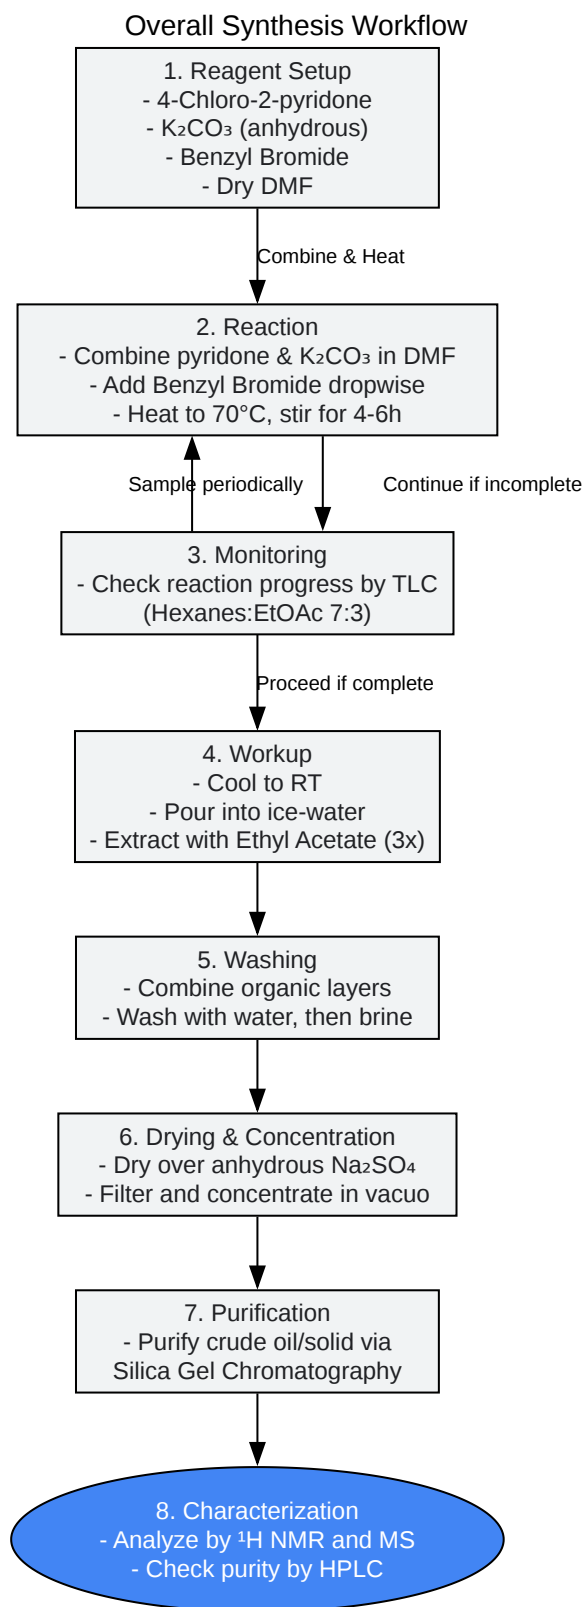 Overall Synthesis Workflow
1. Reagent Setup
- 4-Chloro-2-pyridone
- K₂CO₃ (anhydrous)
- Benzyl Bromide
- Dry DMF
Combine & Heat
2. Reaction
- Combine pyridone & K₂CO₃ in DMF
- Add Benzyl Bromide dropwise
- Heat to 70°C, stir for 4-6h
Sample periodically
Continue if incomplete
3. Monitoring
- Check reaction progress by TLC
(Hexanes:EtOAc 7:3)
Proceed if complete
4. Workup
- Cool to RT
- Pour into ice-water
- Extract with Ethyl Acetate (3x)
5. Washing
- Combine organic layers
- Wash with water, then brine
6. Drying & Concentration
- Dry over anhydrous Na₂SO₄
- Filter and concentrate in vacuo
7. Purification
- Purify crude oil/solid via
Silica Gel Chromatography
8. Characterization
- Analyze by ¹H NMR and MS
- Check purity by HPLC